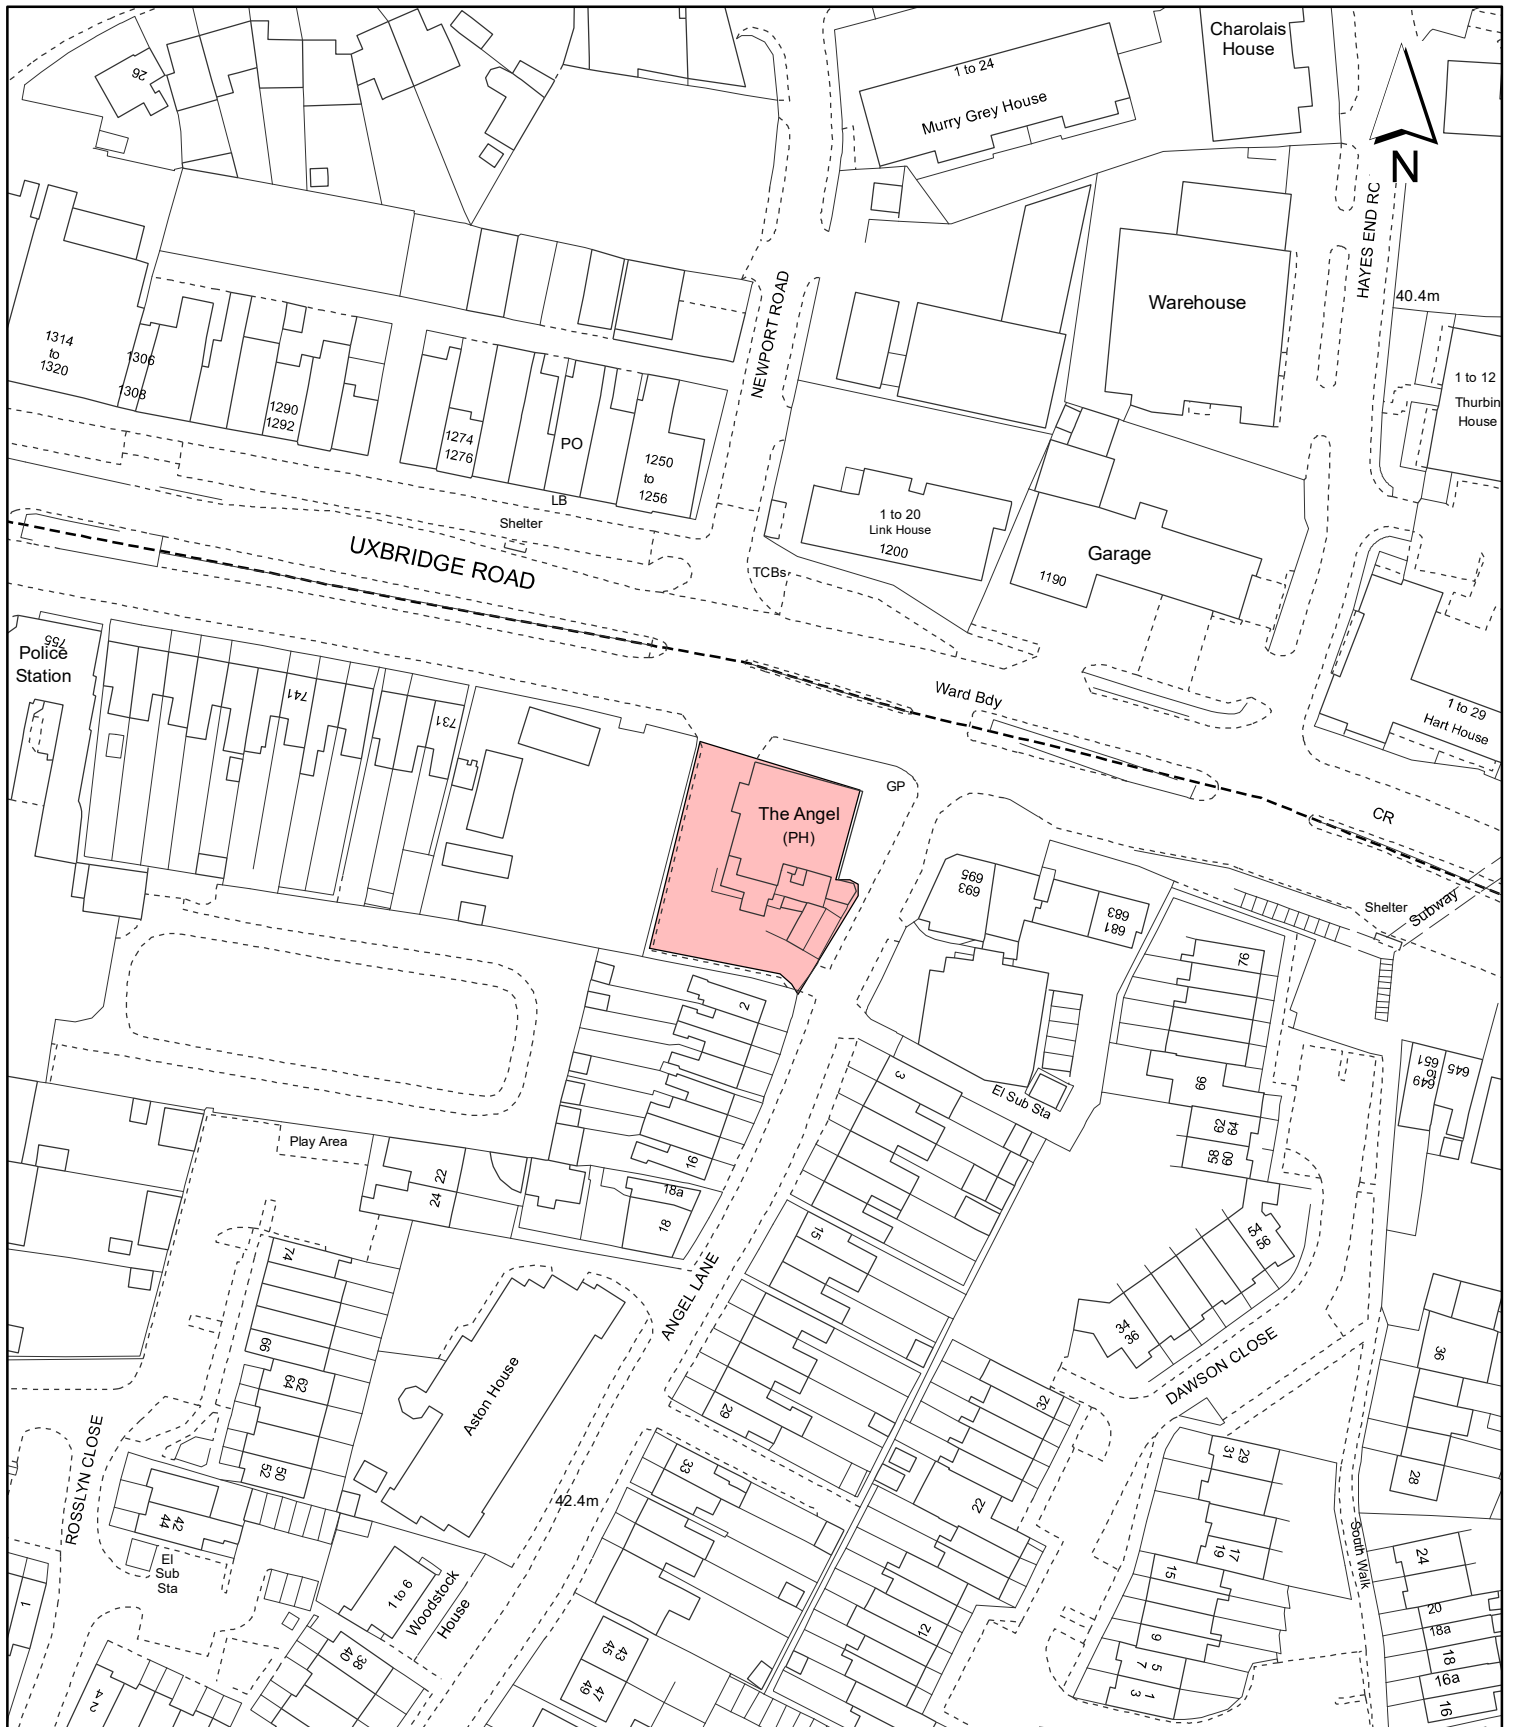 Charolais
House
26
1 to 24
Murry Grey House
N
HAYES END RC
NEWPORT ROAD
40.4m
Warehouse
1314
to
1320
1306
1308
1290
1292
1274
1276
PO
1250
to
1256
LB
Shelter
UXBRIDGE ROAD
TCBs
1 to 20
Link House
1200
Garage
1190
1 to 12
Thurbin
House
755
Police
Station
741
731
Ward Bdy
1 to 29
Hart House
GP
The Angel
(PH)
CR
695
693
683
681
Shelter
Subway
76
2
3
El Sub Sta
66
62
64
58
60
651
to
649
645
Play Area
22
24
16
18a
18
15
54
56
74
ANGEL LANE
34
36
DAWSON CLOSE
36
66
62
64
Aston House
32
29
ROSSLYN CLOSE
50
52
33
29
31
28
42.4m
22
42
44
El
Sub
Sta
1 to 6
Woodstock
House
South Walk
17
19
15
24
1
12
20
18a
18
16a
16
38
40
43
45
47
49
9
5
7
1
3
4
2